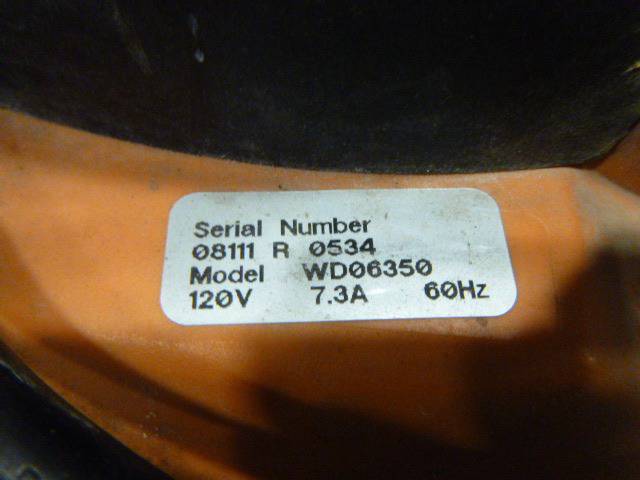 Serial Number
08111 R 0534
Model WD06350
120V 7.3A 60Hz